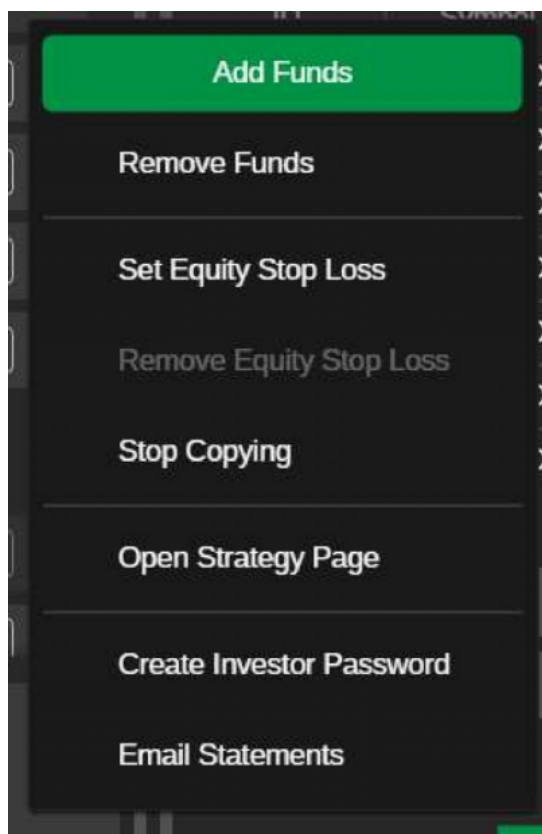 Add Funds
Remove Funds
Set Equity Stop Loss
Remove Equity Stop Loss
Stop Copying
Open Strategy Page
Create Investor Password
Email Statements